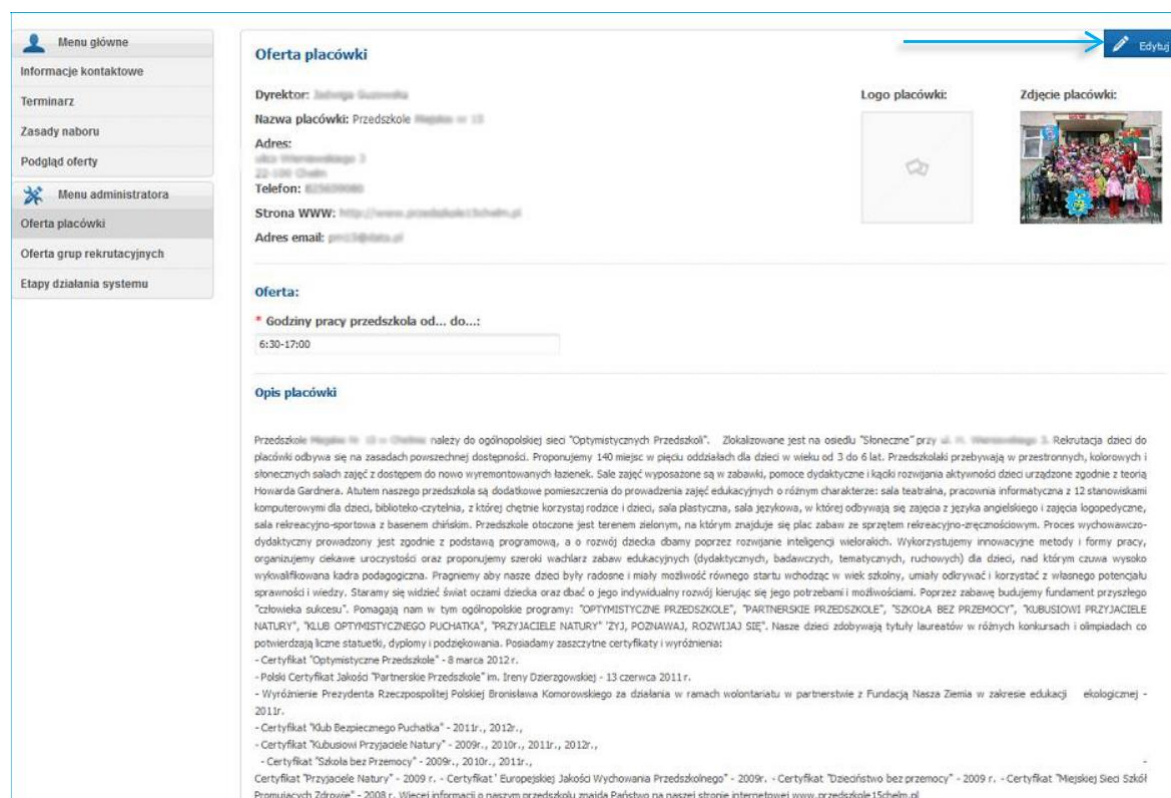 Menu główne
Informacje kontaktowe
Terminarz
Zasady naboru
Podgląd oferty
Menu administratora
Oferta placówki
Oferta grup rekrutacyjnych
Etapy działania systemu
Oferta placówki
Edytuj
Dyrektor:
Nazwa placówki: Przedszkole
Adres:
Telefon:
Strona WWW:
Adres email:
Logo placówki:
Zdjęcie placówki:
Oferta:
* Godziny pracy przedszkola od... do...:
6:30-17:00
Opis placówki
Przedszkole należy do ogólnopolskiej sieci "Optymistycznych Przedszkoli". Zlokalizowane jest na osiedlu "Słoneczne" przy Rekrutacja dzieci do
placówki odbywa się na zasadach powszechnej dostępności. Proponujemy 140 miejsc w pięciu oddziałach dla dzieci w wieku od 3 do 6 lat. Przedszkolaki przebywają w przestronnych, kolorowych i
słonecznych salach zajęć z dostępem do nowo wyremontowanych łazienek. Sale zajęć wyposażone są w zabawki, pomoce dydaktyczne i kąciki rozwijania aktywności dzieci urządzone zgodnie z teorią
Howarda Gardnera. Atutem naszego przedszkola są dodatkowe pomieszczenia do prowadzenia zajęć edukacyjnych o różnym charakterze: sala teatralna, pracownia informatyczna z 12 stanowiskami
komputerowymi dla dzieci, biblioteko-czytelnia, z której chętnie korzystaj rodzice i dzieci, sala plastyczna, sala językowa, w której odbywają się zajęcia z języka angielskiego i zajęcia logopedyczne,
sala rekreacyjno-sportowa z basenem chińskim. Przedszkole otoczone jest terenem zielonym, na którym znajduje się plac zabaw ze sprzętem rekreacyjno-zręcznościowym. Proces wychowawczo-
dydaktyczny prowadzony jest zgodnie z podstawą programową, a o rozwój dziecka dbamy poprzez rozwijanie inteligencji wielorakich. Wykorzystujemy innowacyjne metody i formy pracy,
organizujemy ciekawe uroczystości oraz proponujemy szeroki wachlarz zabaw edukacyjnych (dydaktycznych, badawczych, tematycznych, ruchowych) dla dzieci, nad którym czuwa wysoko
wykwalifikowana kadra pedagogiczna. Pragniemy aby nasze dzieci były radosne i miały możliwość równego startu wchodząc w wiek szkolny, umiały odkrywać i korzystać z własnego potencjału
sprawności i wiedzy. Staramy się widzieć świat oczami dziecka oraz dbać o jego indywidualny rozwój kierując się jego potrzebami i możliwościami. Poprzez zabawę budujemy fundament przyszłego
"człowieka sukcesu". Pomagają nam w tym ogólnopolskie programy: "OPTYMISTYCZNE PRZEDSZKOLE", "PARTNERSKIE PRZEDSZKOLE", "SZKOŁA BEZ PRZEMOCY", "KUBUSIOWI PRZYJACIELE
NATURY", "KLUB OPTYMISTYCZNEGO PUCHATKA", "PRZYJACIELE NATURY" 'ŻYJ, POZNAWAJ, ROZWIJAJ SIĘ". Nasze dzieci zdobywają tytuły laureatów w różnych konkursach i olimpiadach co
potwierdzają liczne statuetki, dyplomy i podziękowania. Posiadamy zaszczytne certyfikaty i wyróżnienia:
- Certyfikat "Optymistyczne Przedszkole" - 8 marca 2012 r.
- Polski Certyfikat Jakości "Partnerskie Przedszkole" im. Ireny Dzierzgowskiej - 13 czerwca 2011 r.
- Wyróżnienie Prezydenta Rzeczpospolitej Polskiej Bronisława Komorowskiego za działania w ramach wolontariatu w partnerstwie z Fundacją Nasza Ziemia w zakresie edukacji ekologicznej -
2011r.
- Certyfikat "Klub Bezpiecznego Puchatka" - 2011r., 2012r.,
- Certyfikat "Kubusiowi Przyjaciele Natury" - 2009r., 2010r., 2011r., 2012r.,
- Certyfikat "Szkoła bez Przemocy" - 2009r., 2010r., 2011r., -
Certyfikat "Przyjaciele Natury" - 2009 r. - Certyfikat ' Europejskiej Jakości Wychowania Przedszkolnego" - 2009r. - Certyfikat "Dzieciństwo bez przemocy" - 2009 r. - Certyfikat "Miejskiej Sieci Szkół
Promujących Zdrowie" - 2008 r. Więcej informacji o naszym przedszkolu znajdą Państwo na naszej stronie internetowej www.przedszkole15chelm.pl